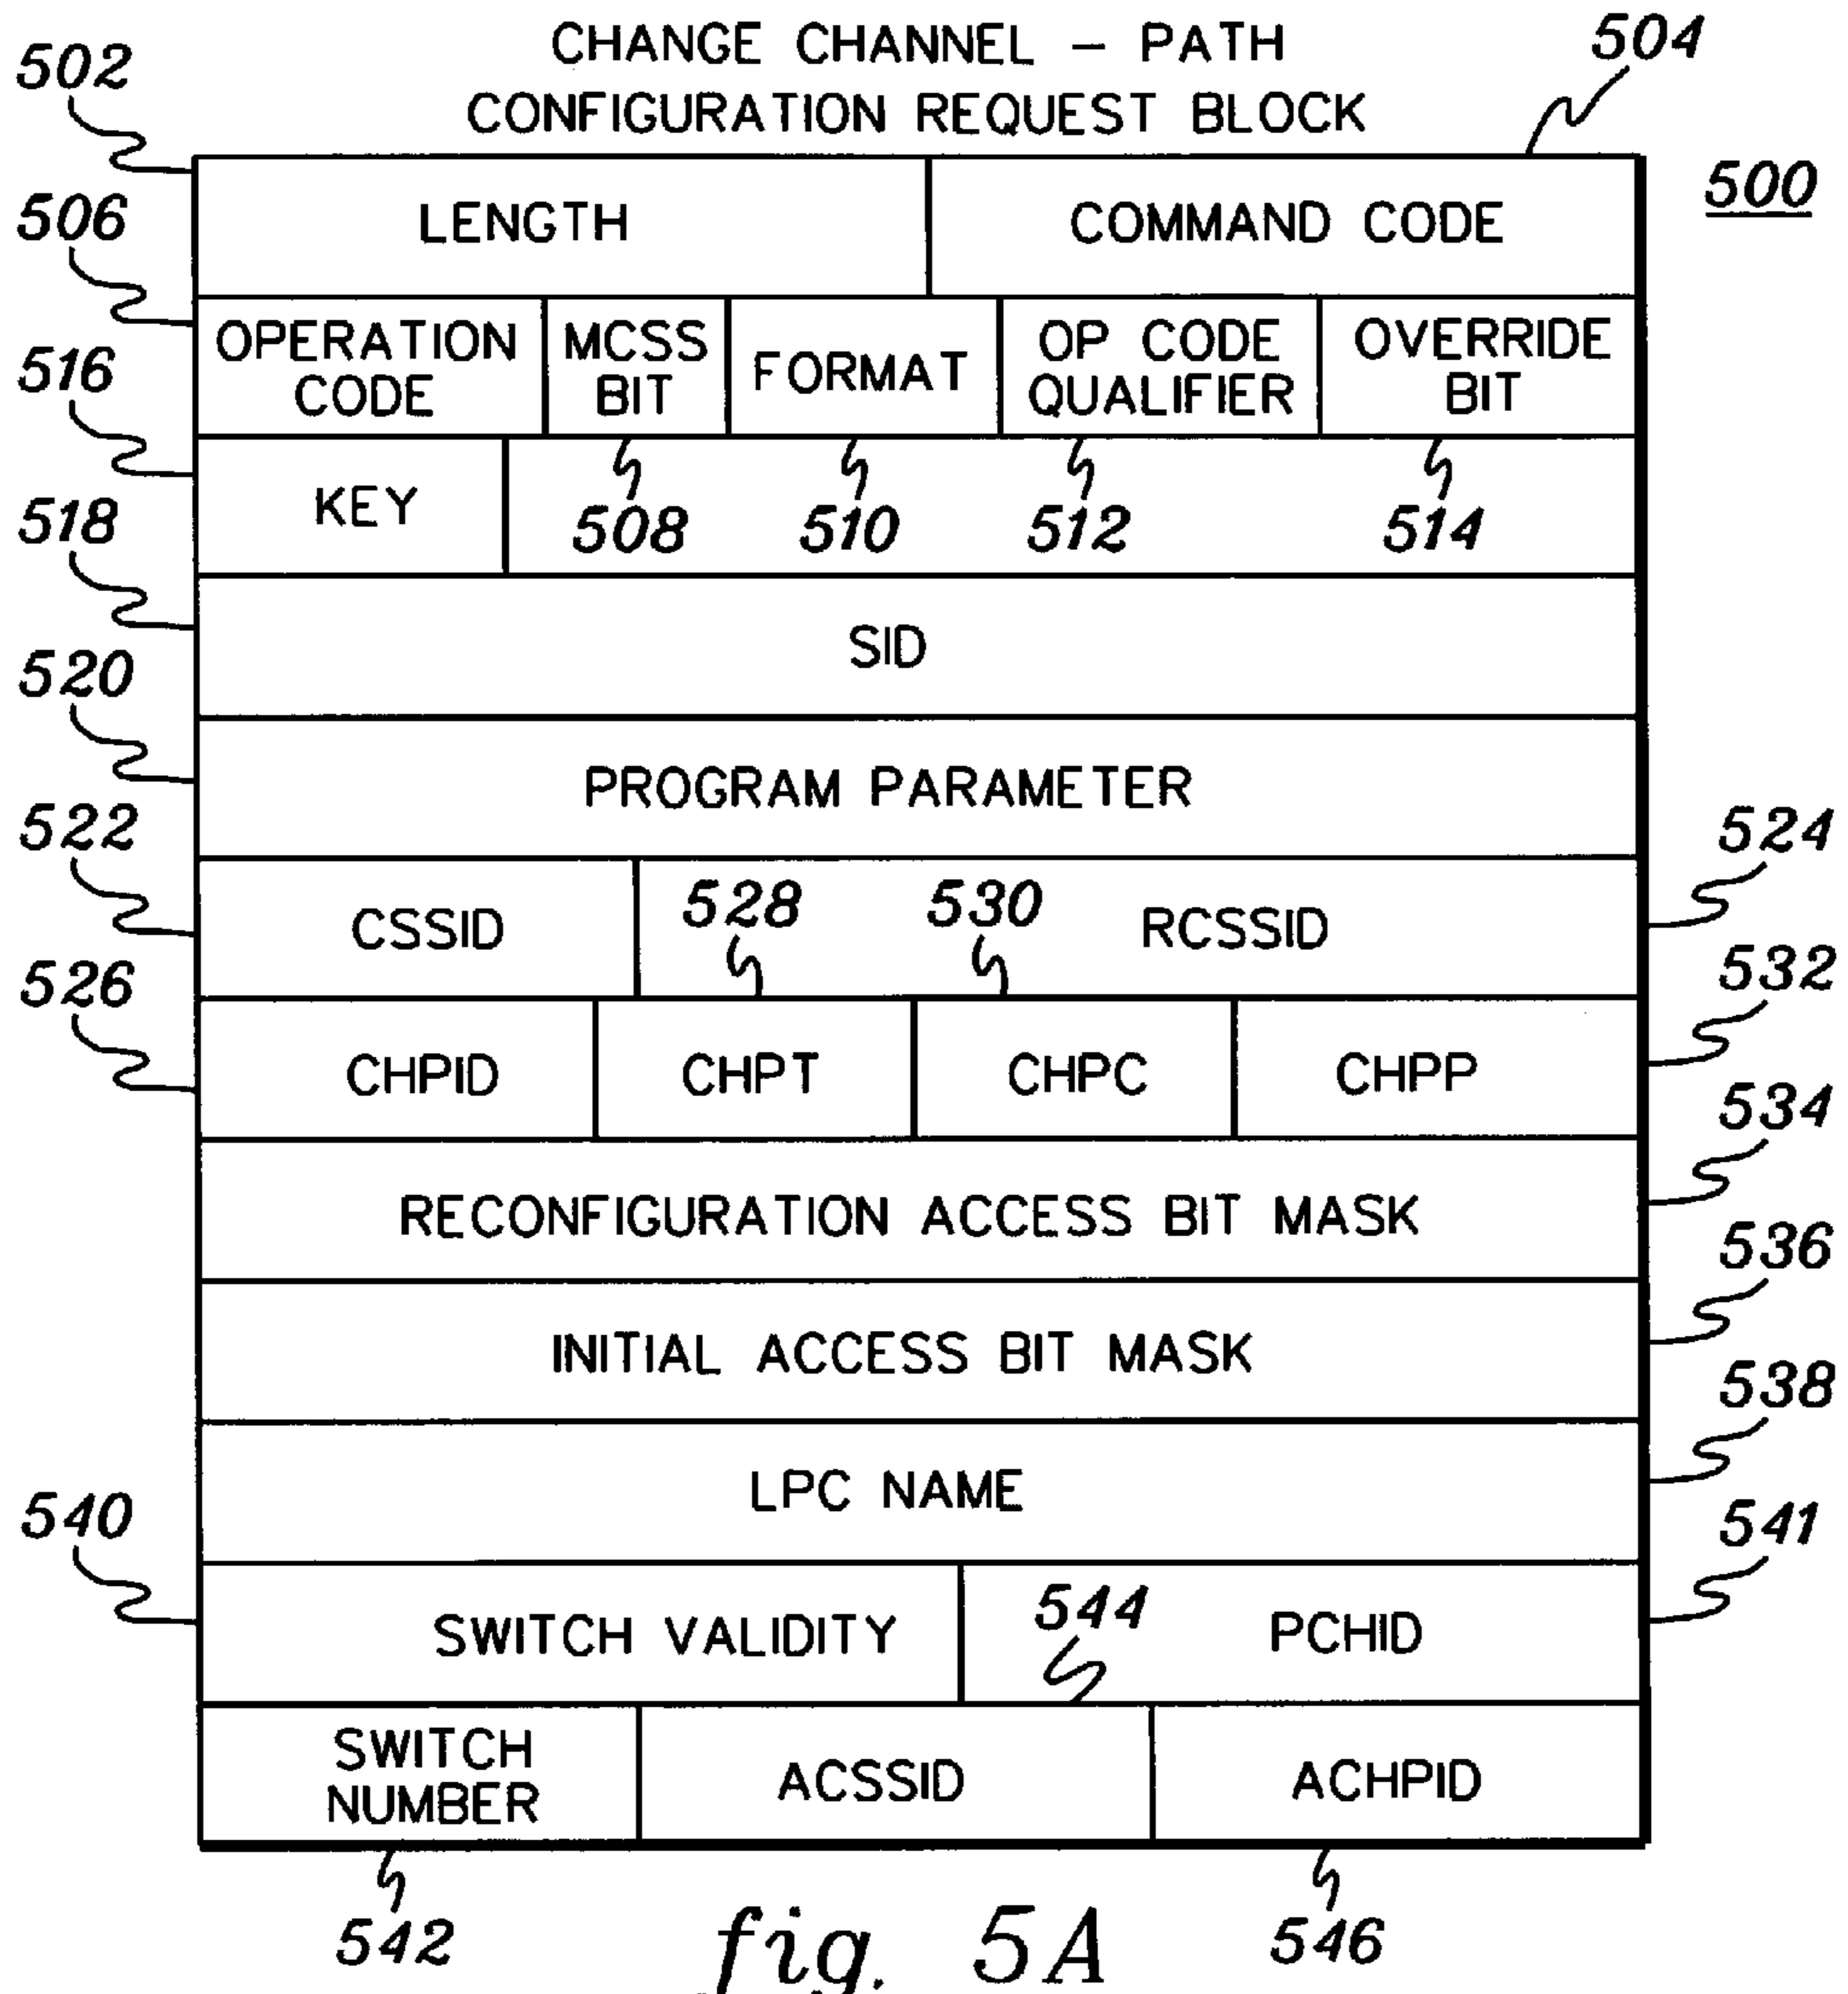 CHANGE CHANNEL – PATH
CONFIGURATION REQUEST BLOCK
502
504
500
LENGTH
COMMAND CODE
506
OPERATION
CODE
MCSS
BIT
FORMAT
OP CODE
QUALIFIER
OVERRIDE
BIT
516
KEY
508
510
512
514
518
SID
520
PROGRAM PARAMETER
522
CSSID
528
530
RCSSID
524
526
CHPID
CHPT
CHPC
CHPP
532
RECONFIGURATION ACCESS BIT MASK
534
INITIAL ACCESS BIT MASK
536
LPC NAME
538
540
SWITCH VALIDITY
544
PCHID
541
SWITCH
NUMBER
ACSSID
ACHPID
542
546
fig. 5A